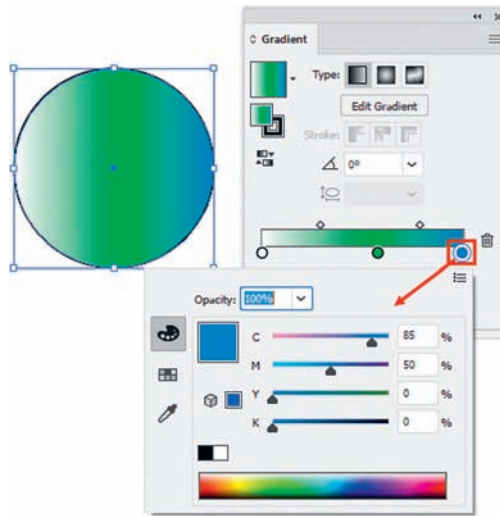 Gradient
Type:
Edit Gradient
Stroke:
0°
Opacity: 100%
C 85 %
M 50 %
Y 0 %
K 0 %